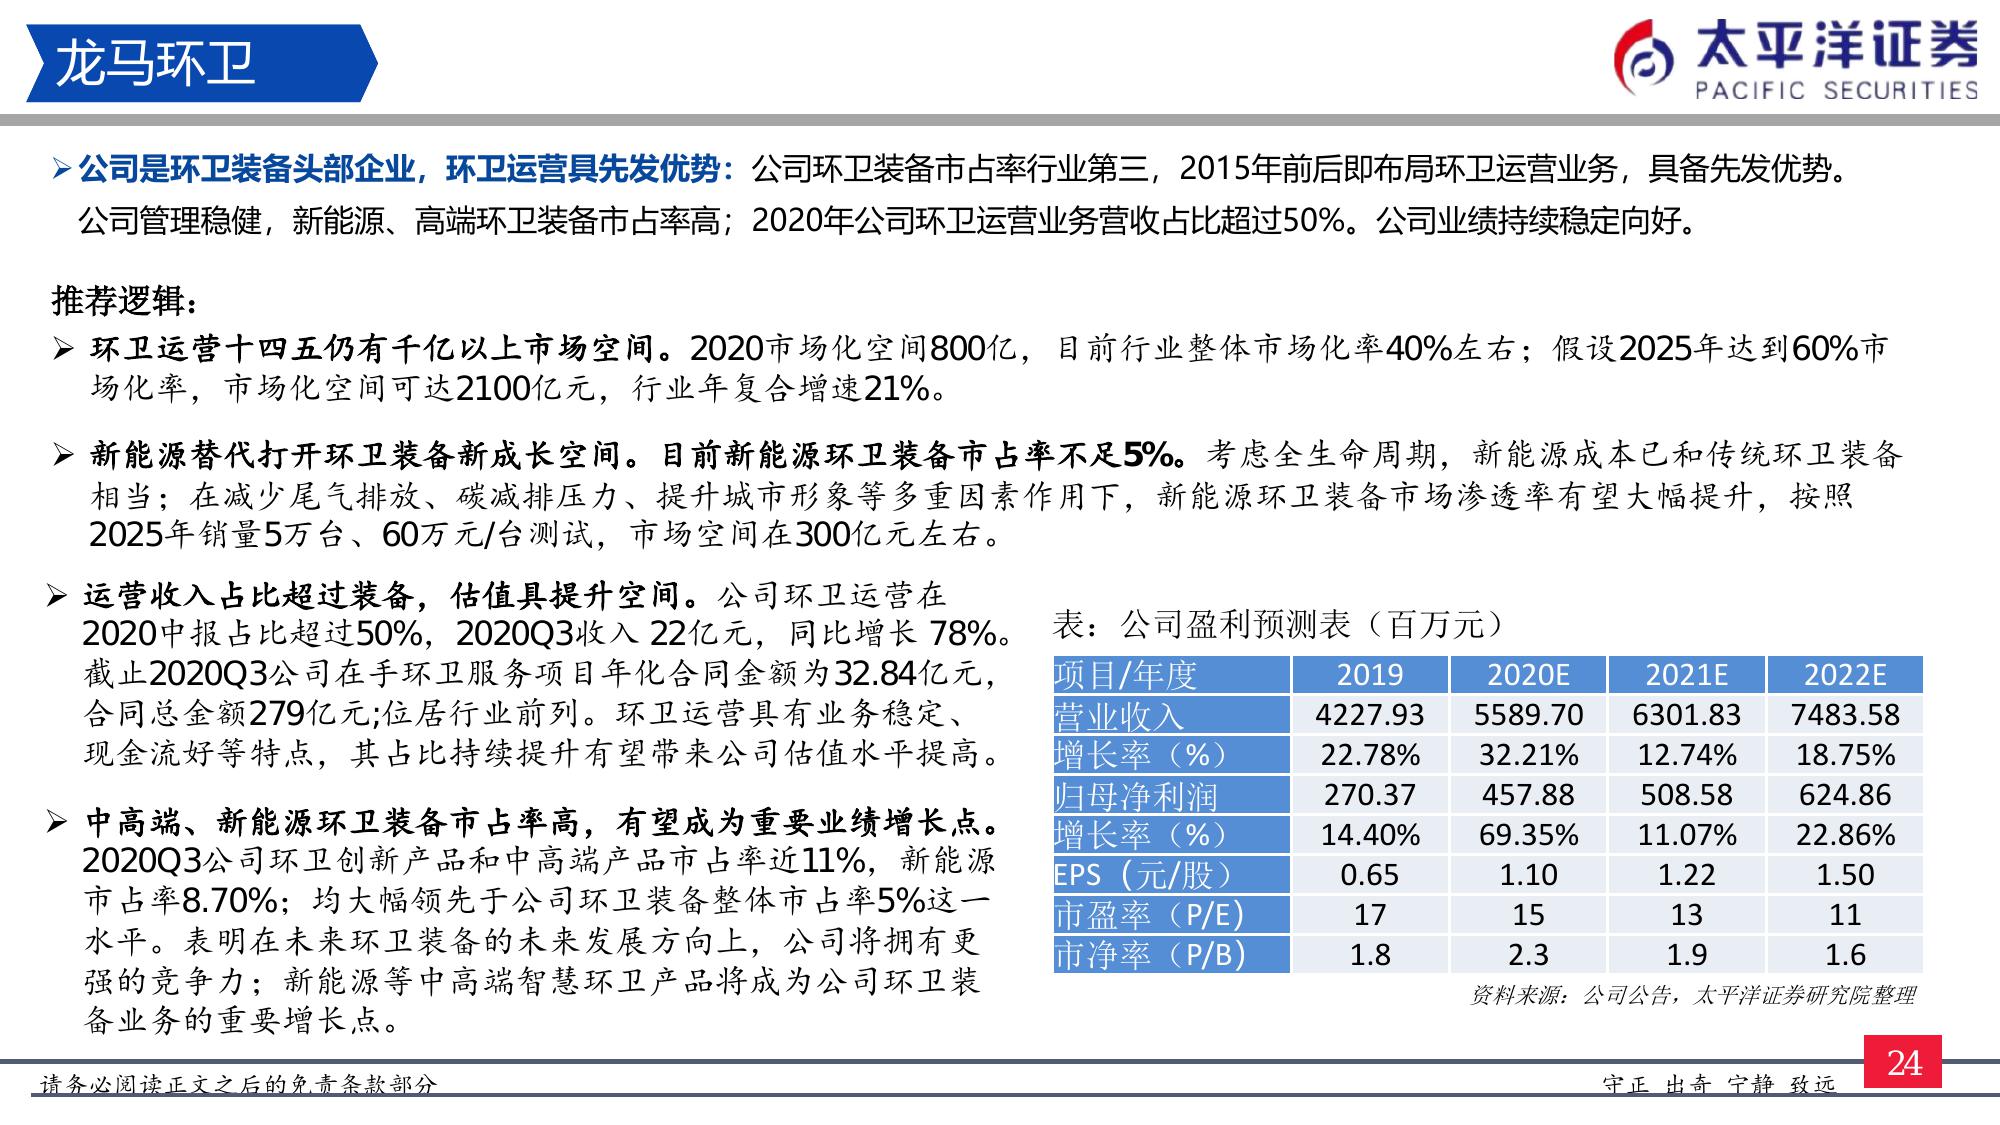 龙马环卫
太平洋证券
PACIFIC SECURITIES
➢公司是环卫装备头部企业，环卫运营具先发优势：公司环卫装备市占率行业第三，2015年前后即布局环卫运营业务，具备先发优势。
公司管理稳健，新能源、高端环卫装备市占率高；2020年公司环卫运营业务营收占比超过50%。公司业绩持续稳定向好。
推荐逻辑：
➢ 环卫运营十四五仍有千亿以上市场空间。2020市场化空间800亿，目前行业整体市场化率40%左右；假设2025年达到60%市
场化率，市场化空间可达2100亿元，行业年复合增速21%。
➢ 新能源替代打开环卫装备新成长空间。目前新能源环卫装备市占率不足5%。考虑全生命周期，新能源成本已和传统环卫装备
相当；在减少尾气排放、碳减排压力、提升城市形象等多重因素作用下，新能源环卫装备市场渗透率有望大幅提升，按照
2025年销量5万台、60万元/台测试，市场空间在300亿元左右。
➢ 运营收入占比超过装备，估值具提升空间。公司环卫运营在
2020中报占比超过50%，2020Q3收入 22亿元，同比增长 78%。
截止2020Q3公司在手环卫服务项目年化合同金额为32.84亿元，
合同总金额279亿元;位居行业前列。环卫运营具有业务稳定、
现金流好等特点，其占比持续提升有望带来公司估值水平提高。
➢ 中高端、新能源环卫装备市占率高，有望成为重要业绩增长点。
2020Q3公司环卫创新产品和中高端产品市占率近11%，新能源
市占率8.70%；均大幅领先于公司环卫装备整体市占率5%这一
水平。表明在未来环卫装备的未来发展方向上，公司将拥有更
强的竞争力；新能源等中高端智慧环卫产品将成为公司环卫装
备业务的重要增长点。
表：公司盈利预测表（百万元）
项目/年度 2019 2020E 2021E 2022E
营业收入 4227.93 5589.70 6301.83 7483.58
增长率（%） 22.78% 32.21% 12.74% 18.75%
归母净利润 270.37 457.88 508.58 624.86
增长率（%） 14.40% 69.35% 11.07% 22.86%
EPS（元/股） 0.65 1.10 1.22 1.50
市盈率（P/E） 17 15 13 11
市净率（P/B） 1.8 2.3 1.9 1.6
资料来源：公司公告，太平洋证券研究院整理
请务必阅读正文之后的免责条款部分
守正 出奇 宁静 致远
24